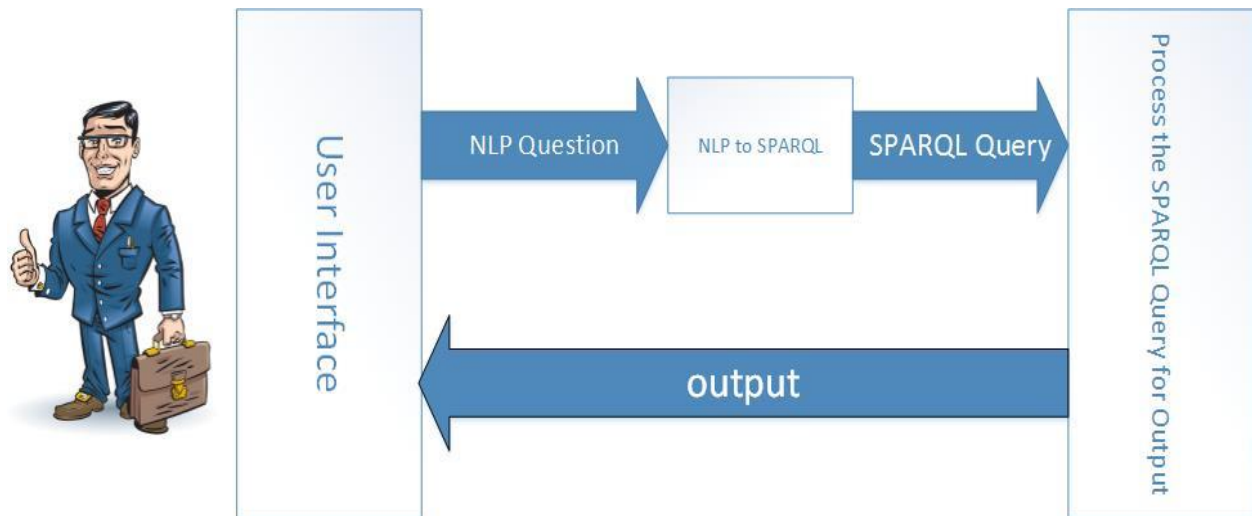 User Interface
NLP Question
NLP to SPARQL
SPARQL Query
Process the SPARQL Query for Output
output